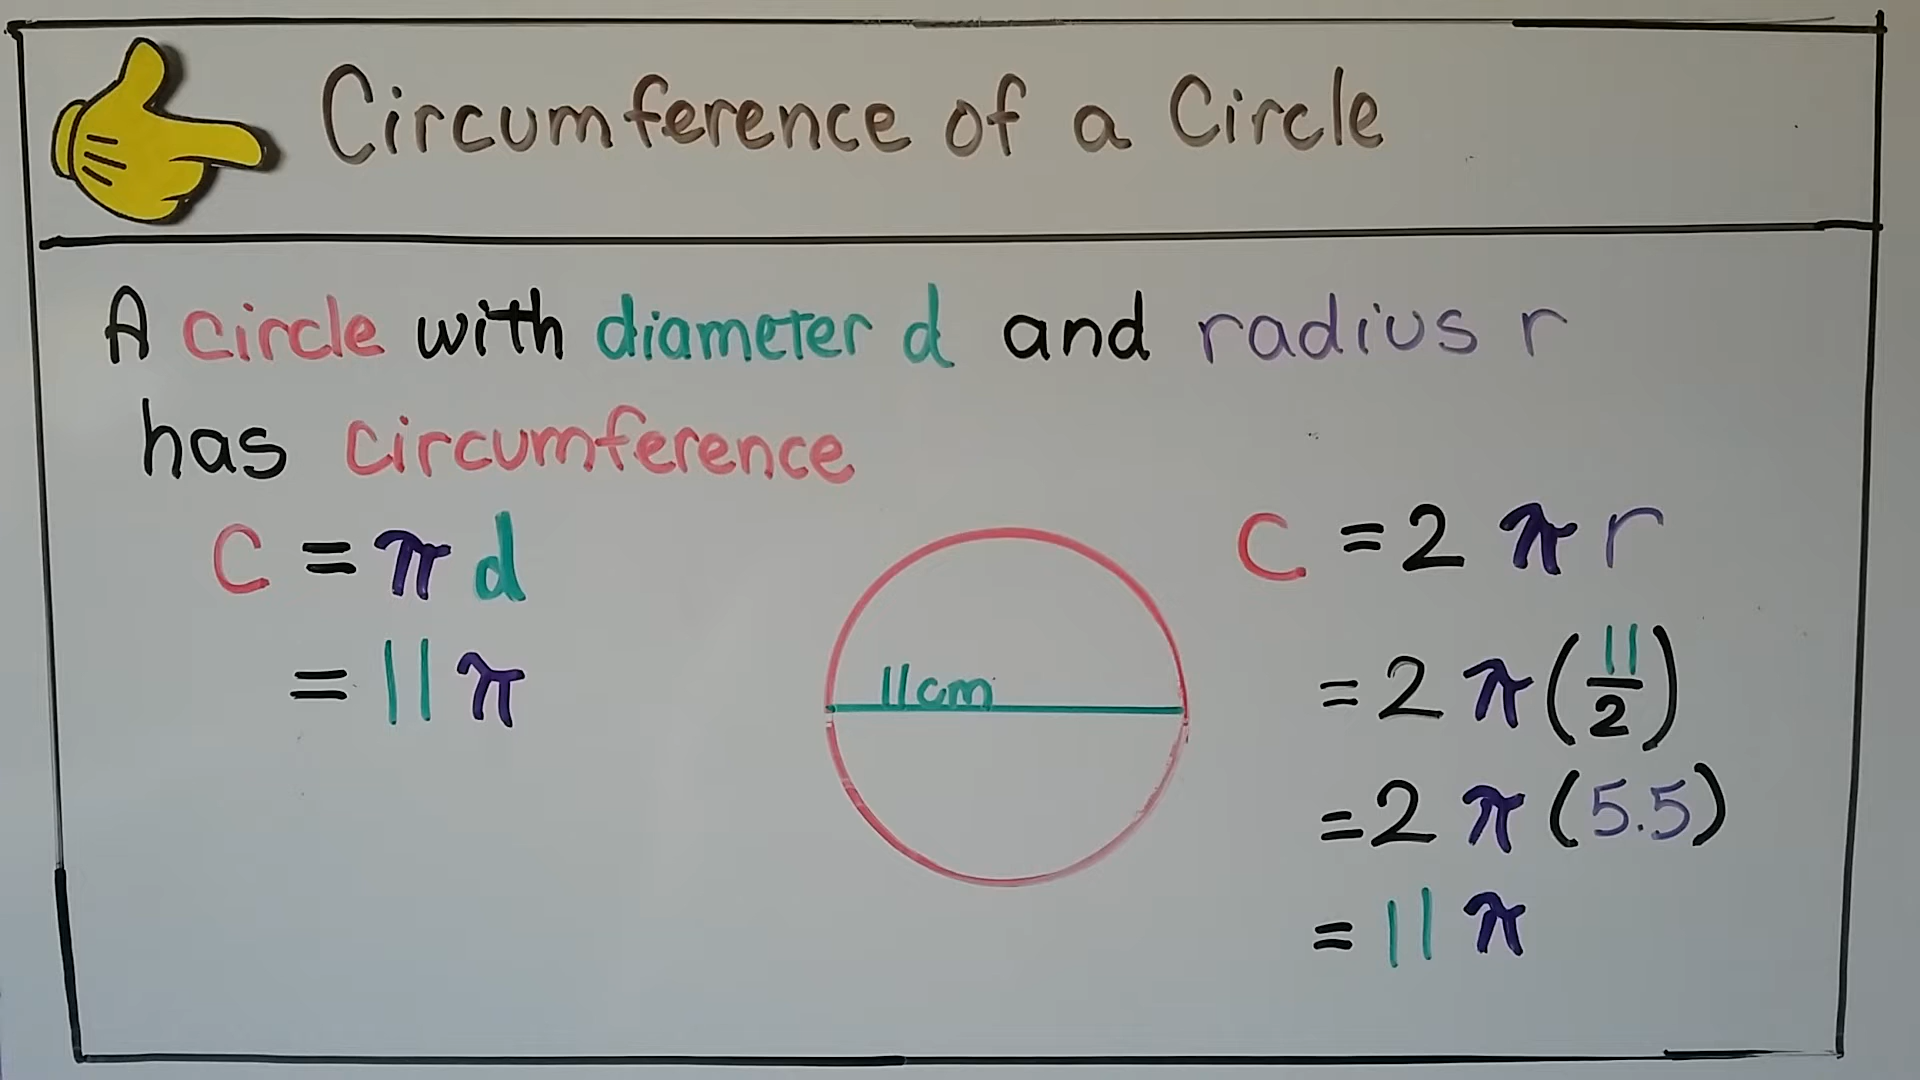 Circumference of a Circle
A circle with diameter d and radius r
has circumference
C = π d
= 11 π
11cm
C = 2 π r
= 2 π (11/2)
= 2 π (5.5)
= 11 π